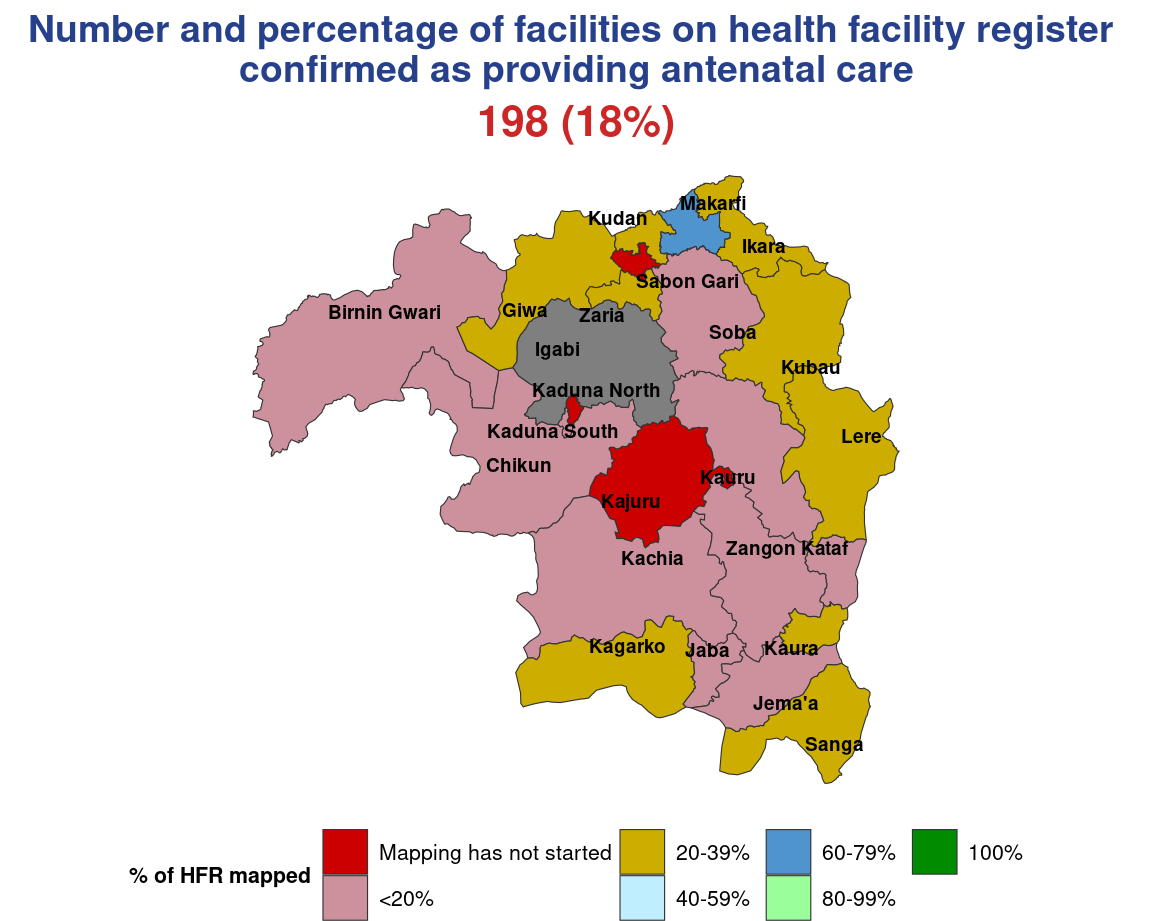 Number and percentage of facilities on health facility register
confirmed as providing antenatal care
198 (18%)
Makarfi
Kudan
Ikara
Sabon Gari
Birnin Gwari
Giwa
Zaria
Soba
Igabi
Kubau
Kaduna North
Kaduna South
Lere
Chikun
Kauru
Kajuru
Zangon Kataf
Kachia
Kagarko
Jaba
Kaura
Jema'a
Sanga
% of HFR mapped
Mapping has not started
<20%
20-39%
40-59%
60-79%
80-99%
100%